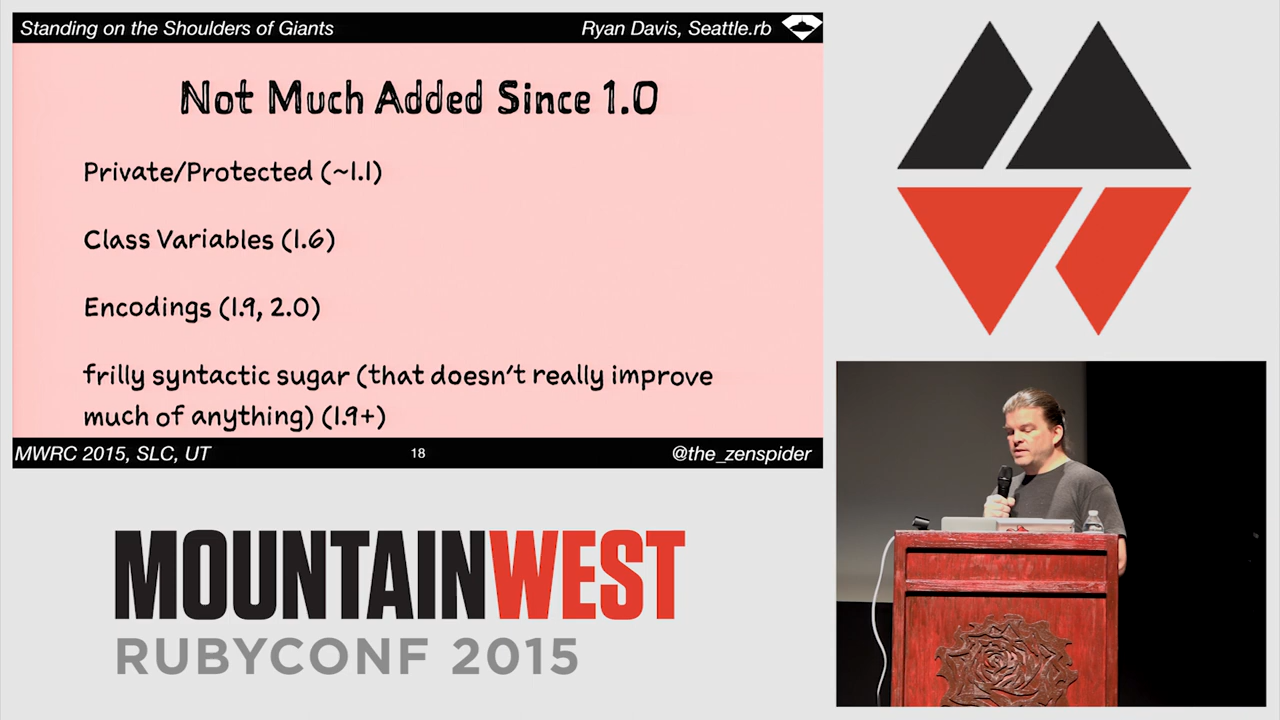 Standing on the Shoulders of Giants
Ryan Davis, Seattle.rb
Not Much Added Since 1.0
Private/Protected (~1.1)
Class Variables (1.6)
Encodings (1.9, 2.0)
frilly syntactic sugar (that doesn't really improve
much of anything) (1.9+)
MWRC 2015, SLC, UT
18
@the_zenspider
MOUNTAINWEST
RUBYCONF 2015